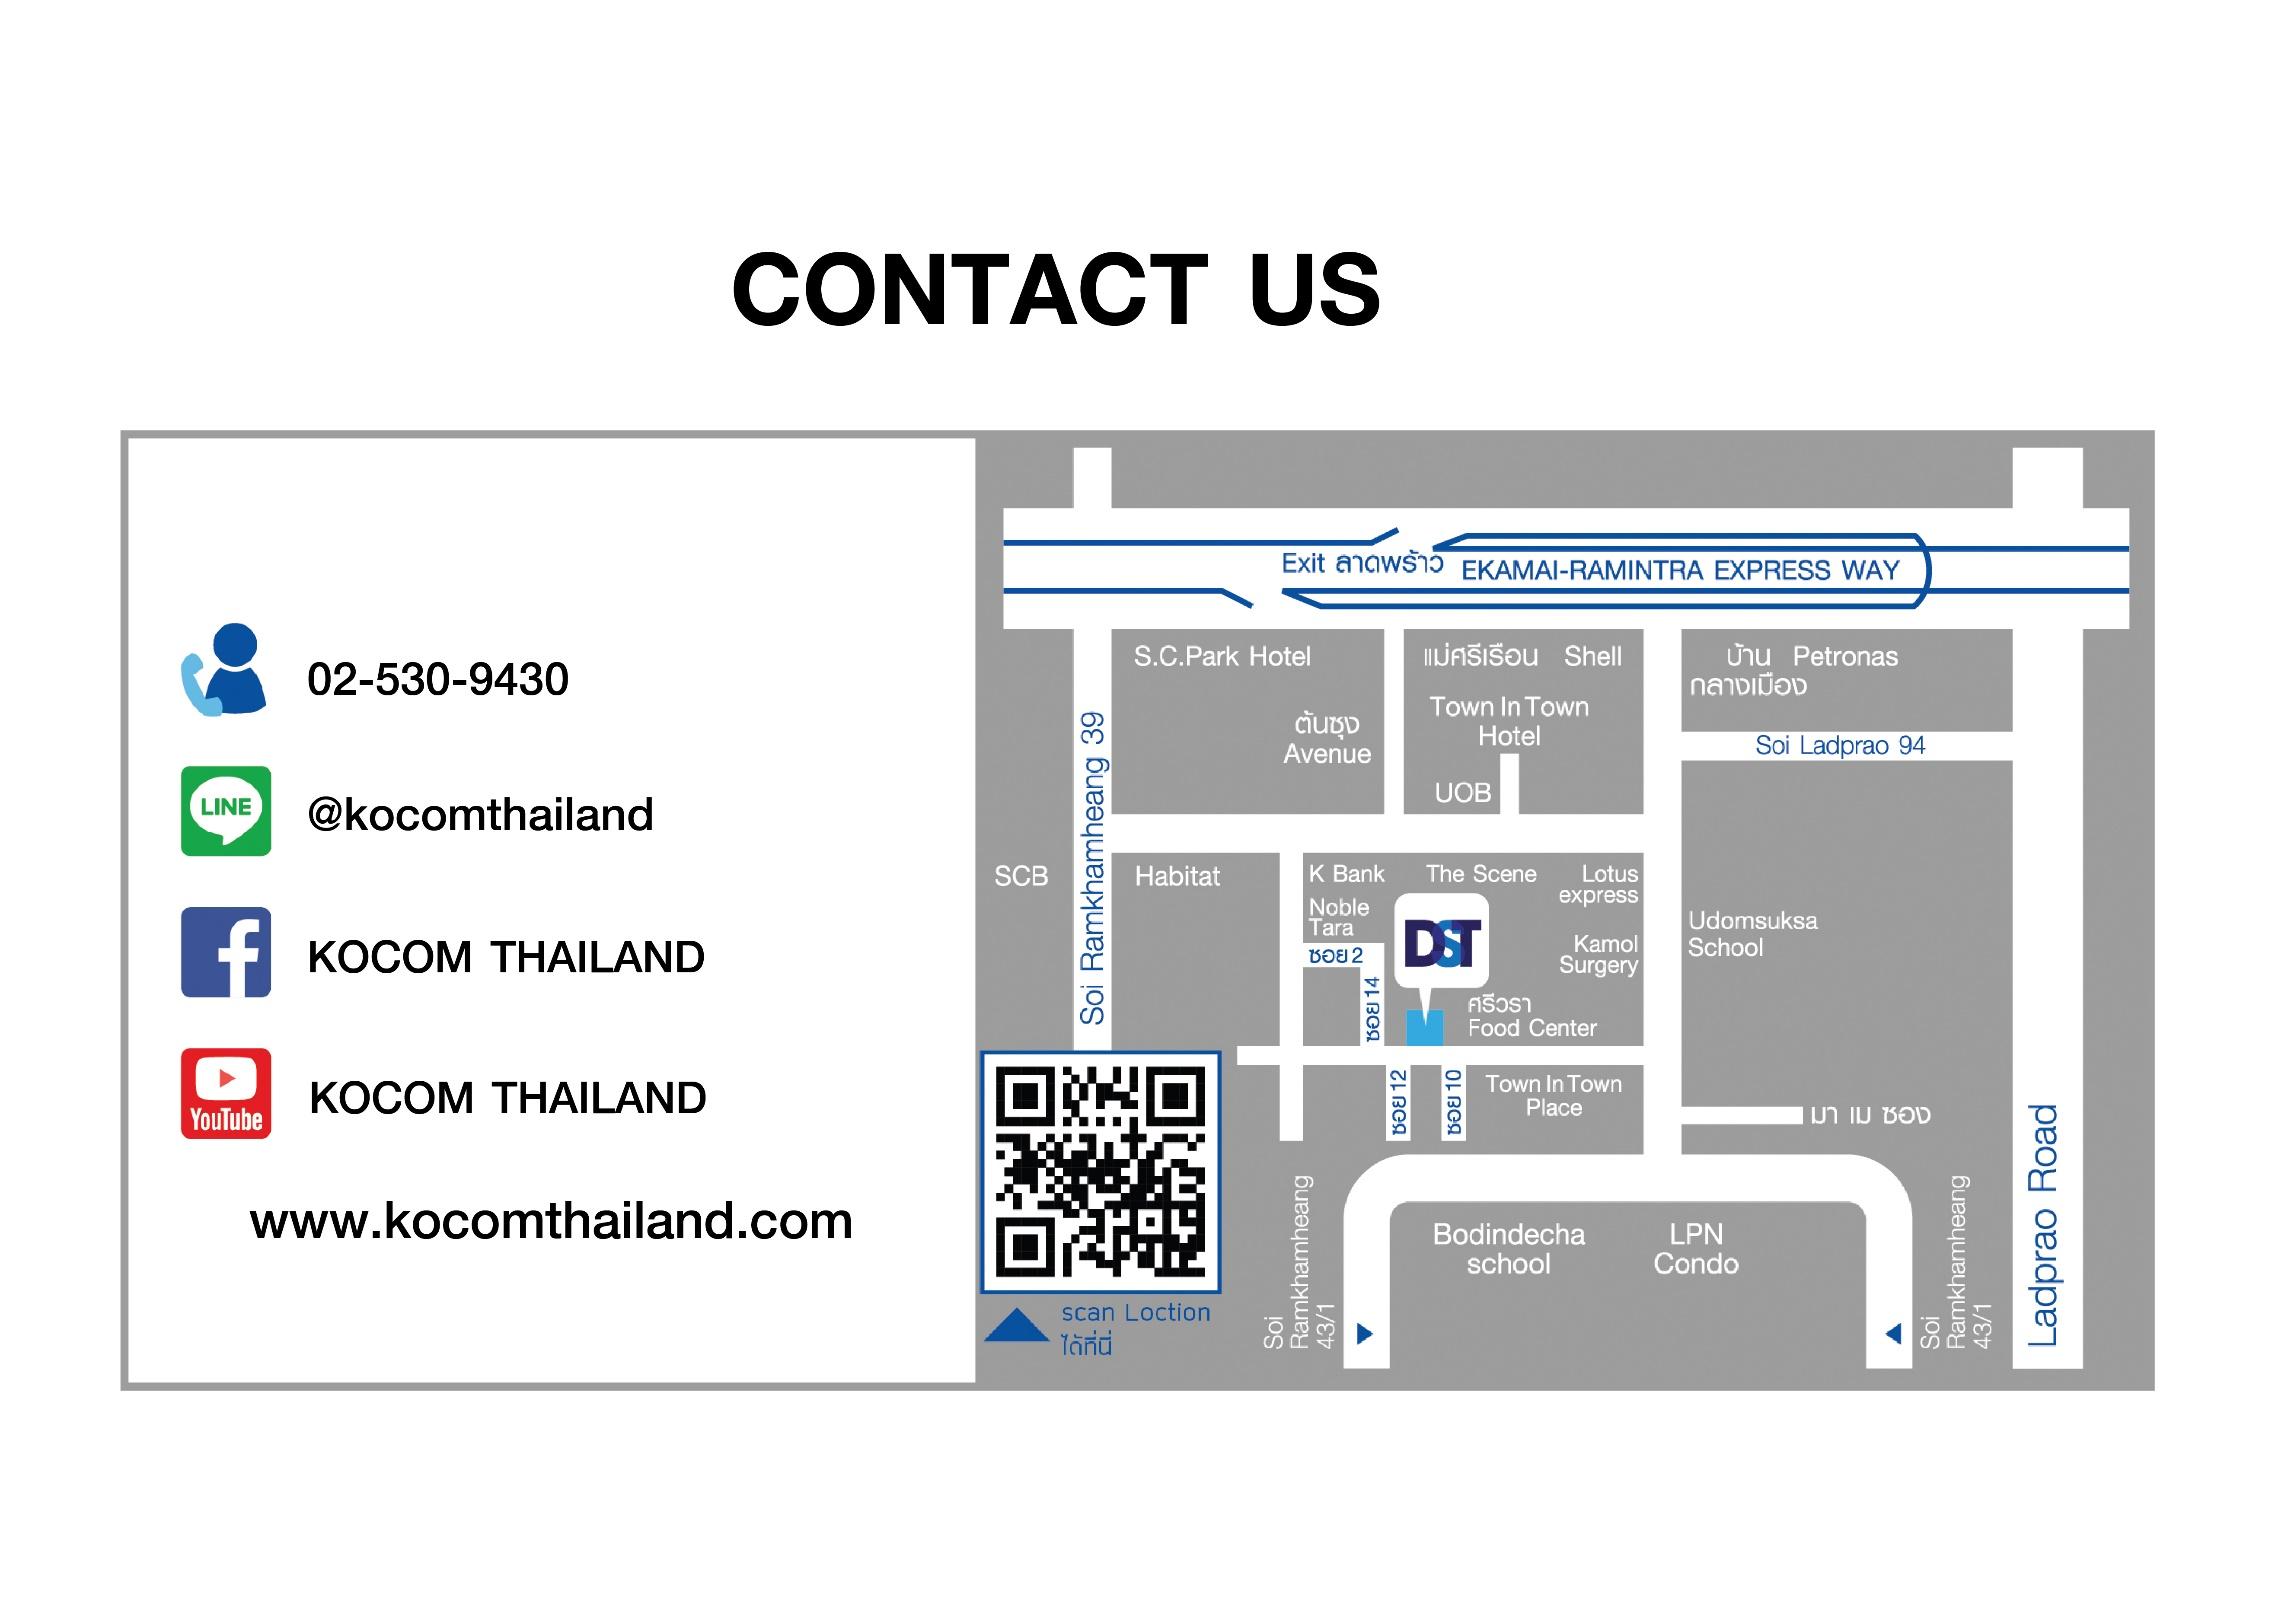 CONTACT US
02-530-9430
LINE
@kocomthailand
KOCOM THAILAND
YouTube
KOCOM THAILAND
www.kocomthailand.com
Exit ลาดพร้าว
EKAMAI-RAMINTRA EXPRESS WAY
S.C.Park Hotel
แม่ศรีเรือน Shell
บ้าน Petronas
กลางเมือง
Town In Town
Hotel
ต้นซุง
Avenue
UOB
Soi Ladprao 94
Soi Ramkhamheang 39
SCB
Habitat
K Bank
The Scene
Lotus
express
Noble
Tara
DST
Kamol
Surgery
Udomsuksa
School
ซอย 2
ซอย 14
ศรีวรา
Food Center
ซอย 12
ซอย 10
Town In Town
Place
มา เม ซอง
Soi
Ramkhamheang
43/1
Bodindecha
school
LPN
Condo
Soi
Ramkhamheang
43/1
Ladprao Road
scan Loction
ได้ที่นี่